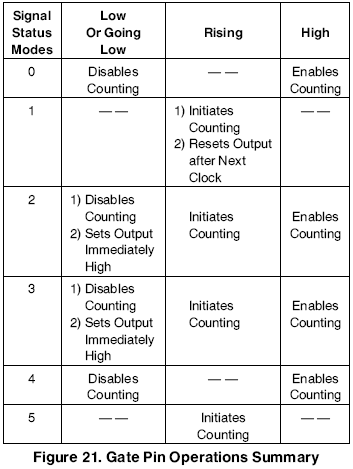 Signal Status Modes | Low Or Going Low | Rising | High
0 | Disables Counting | — — | Enables Counting
1 | — — | 1) Initiates Counting 2) Resets Output after Next Clock | — —
2 | 1) Disables Counting 2) Sets Output Immediately High | Initiates Counting | Enables Counting
3 | 1) Disables Counting 2) Sets Output Immediately High | Initiates Counting | Enables Counting
4 | Disables Counting | — — | Enables Counting
5 | — — | Initiates Counting | — —
Figure 21. Gate Pin Operations Summary